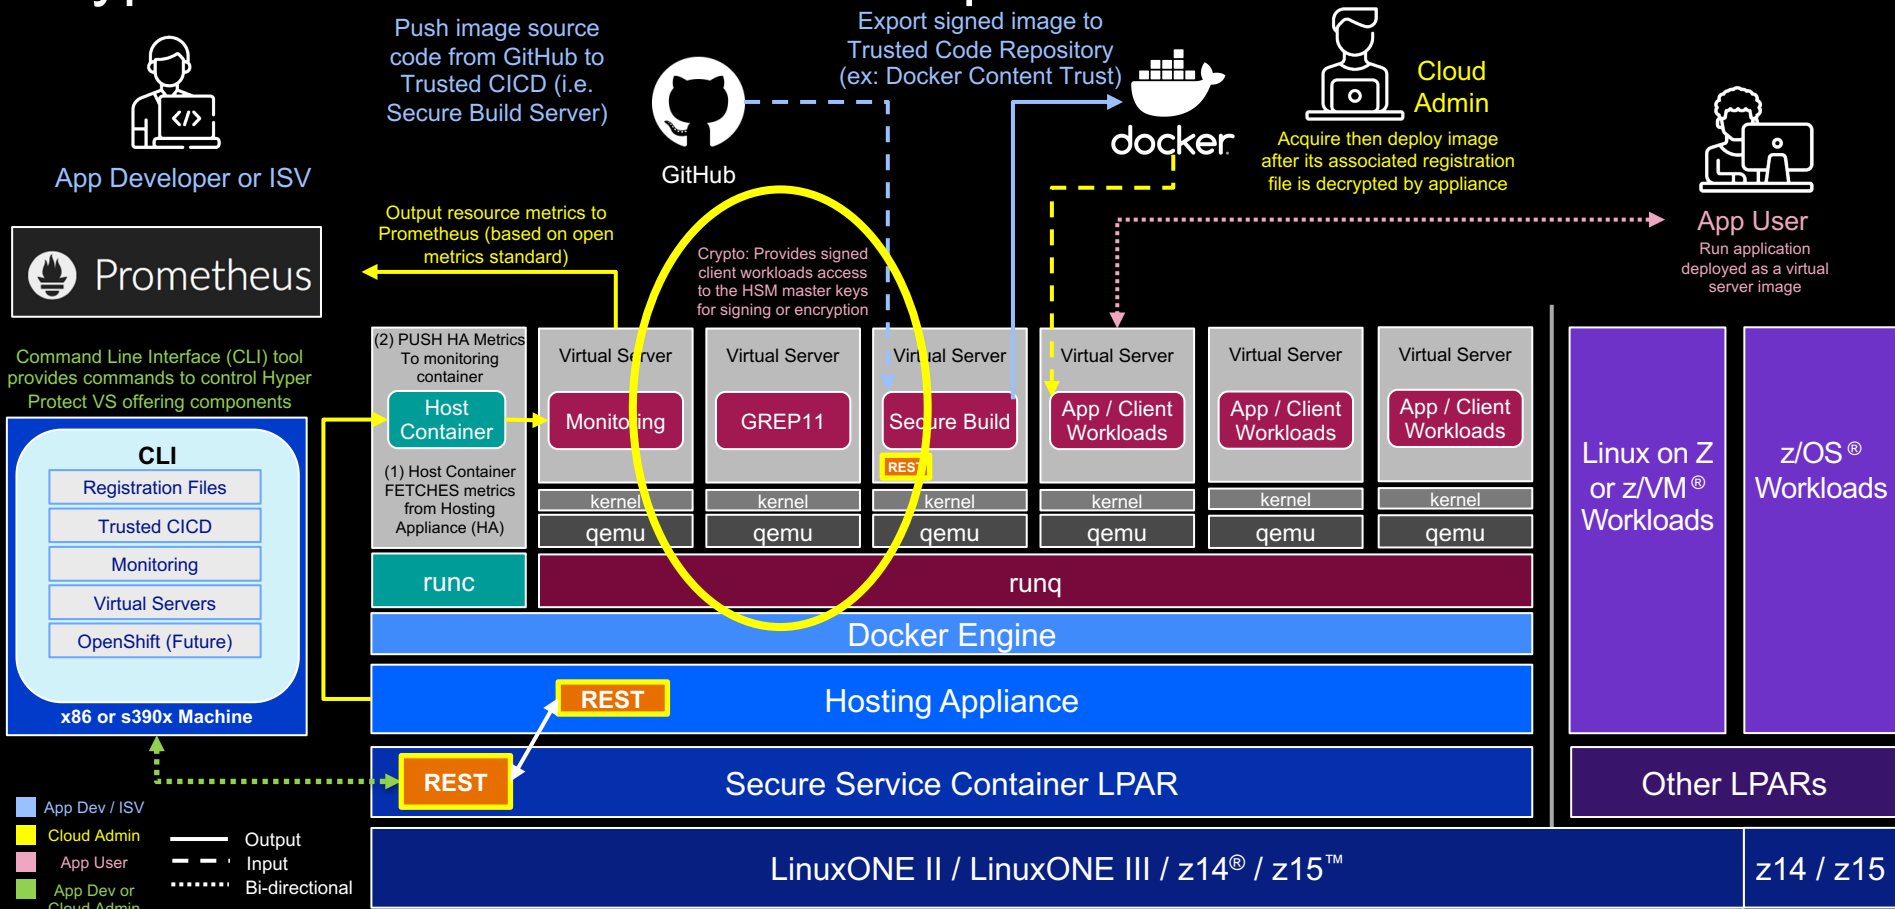 Push image source
code from GitHub to
Trusted CICD (i.e.
Secure Build Server)
Export signed image to
Trusted Code Repository
(ex: Docker Content Trust)
Cloud
Admin
Acquire then deploy image
after its associated registration
file is decrypted by appliance
docker
GitHub
App Developer or ISV
App User
Run application
deployed as a virtual
server image
Output resource metrics to
Prometheus (based on open
metrics standard)
Prometheus
Crypto: Provides signed
client workloads access
to the HSM master keys
for signing or encryption
Command Line Interface (CLI) tool
provides commands to control Hyper
Protect VS offering components
CLI
Registration Files
Trusted CICD
Monitoring
Virtual Servers
OpenShift (Future)
x86 or s390x Machine
(2) PUSH HA Metrics
To monitoring
container
Host
Container
(1) Host Container
FETCHES metrics
from Hosting
Appliance (HA)
runc
Virtual Server
Monitoring
kernel
qemu
Virtual Server
GREP11
kernel
qemu
Virtual Server
Secure Build
REST
kernel
qemu
Virtual Server
App / Client
Workloads
kernel
qemu
Virtual Server
App / Client
Workloads
kernel
qemu
Virtual Server
App / Client
Workloads
kernel
qemu
runq
Docker Engine
REST
Hosting Appliance
REST
Secure Service Container LPAR
Linux on Z
or z/VM®
Workloads
z/OS®
Workloads
Other LPARs
LinuxONE II / LinuxONE III / z14® / z15™
z14 / z15
App Dev / ISV
Cloud Admin
App User
App Dev or
Cloud Admin
Output
Input
Bi-directional